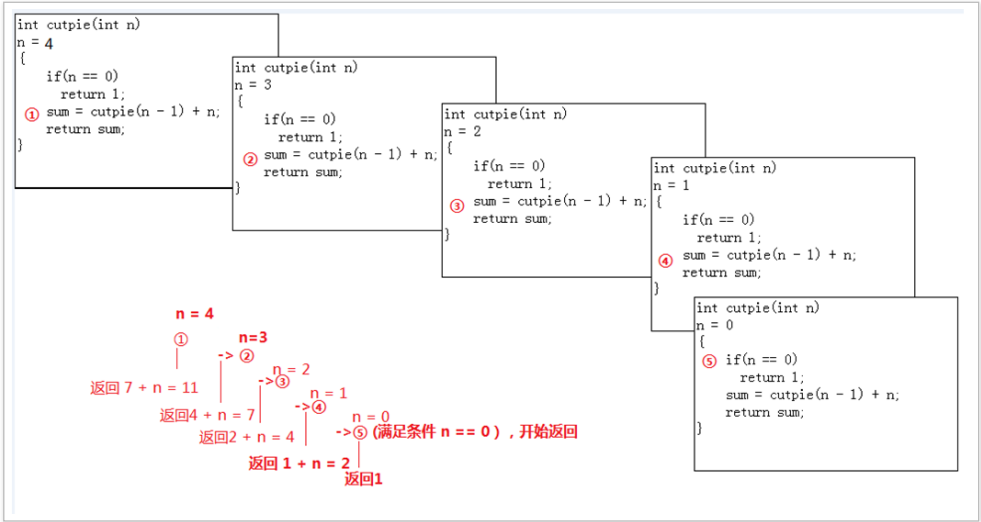 int cutpie(int n)
n = 4
{
if(n == 0)
return 1;
① sum = cutpie(n - 1) + n;
return sum;
}
int cutpie(int n)
n = 3
{
if(n == 0)
return 1;
② sum = cutpie(n - 1) + n;
return sum;
}
int cutpie(int n)
n = 2
{
if(n == 0)
return 1;
③ sum = cutpie(n - 1) + n;
return sum;
}
int cutpie(int n)
n = 1
{
if(n == 0)
return 1;
④ sum = cutpie(n - 1) + n;
return sum;
}
int cutpie(int n)
n = 0
{
⑤ if(n == 0)
return 1;
sum = cutpie(n - 1) + n;
return sum;
}
n = 4
①
n=3
-> ②
n = 2
->③
n = 1
->④
n = 0
->⑤ (满足条件 n == 0 ) ，开始返回
返回 7 + n = 11
返回4 + n = 7
返回2 + n = 4
返回 1 + n = 2
返回1